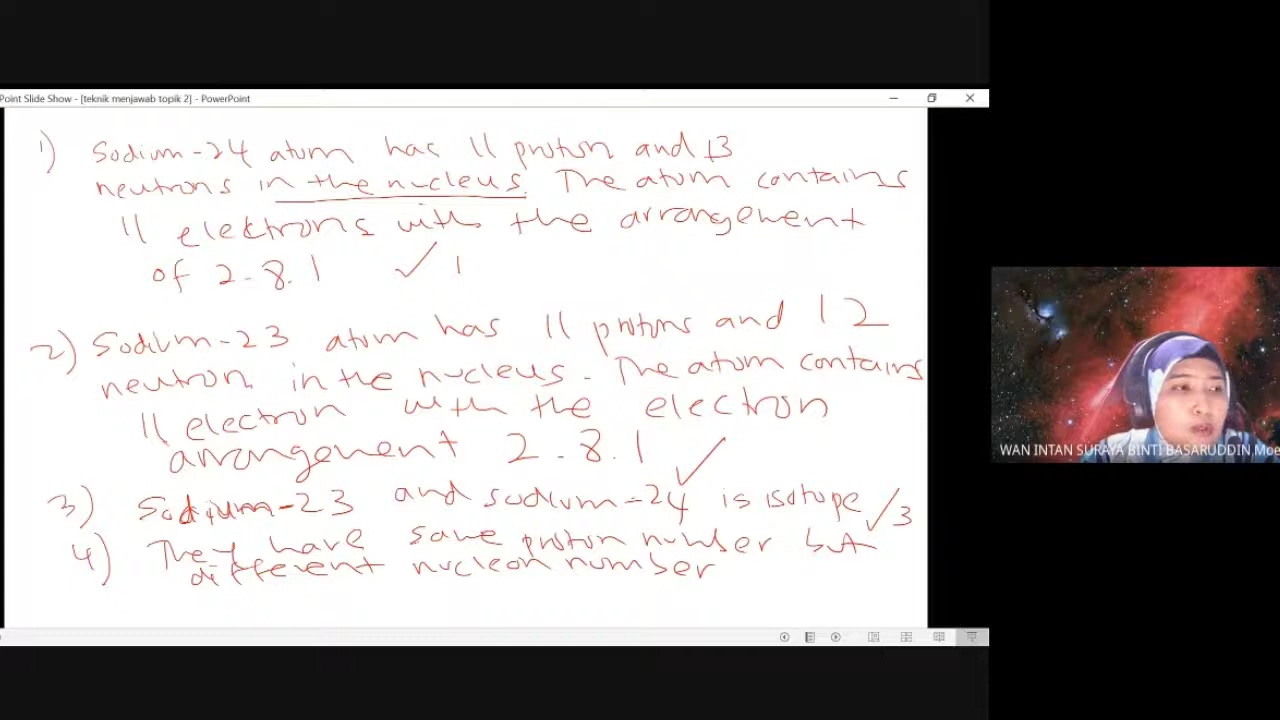 Point Slide Show - [teknik menjawab topik 2] - PowerPoint
1) Sodium-24 atom has 11 proton and 13
neutrons in the nucleus. The atom contains
11 electrons with the arrangement
of 2.8.1 ✓ 1
2) Sodium-23 atom has 11 protons and 12
neutron in the nucleus. The atom contains
11 electron with the electron
arrangement 2.8.1 ✓
3) Sodium-23 and sodium-24 is isotope ✓3
4) They have same proton number but
different nucleon number
WAN INTAN SURAYA BINTI BASARUDDIN Moe